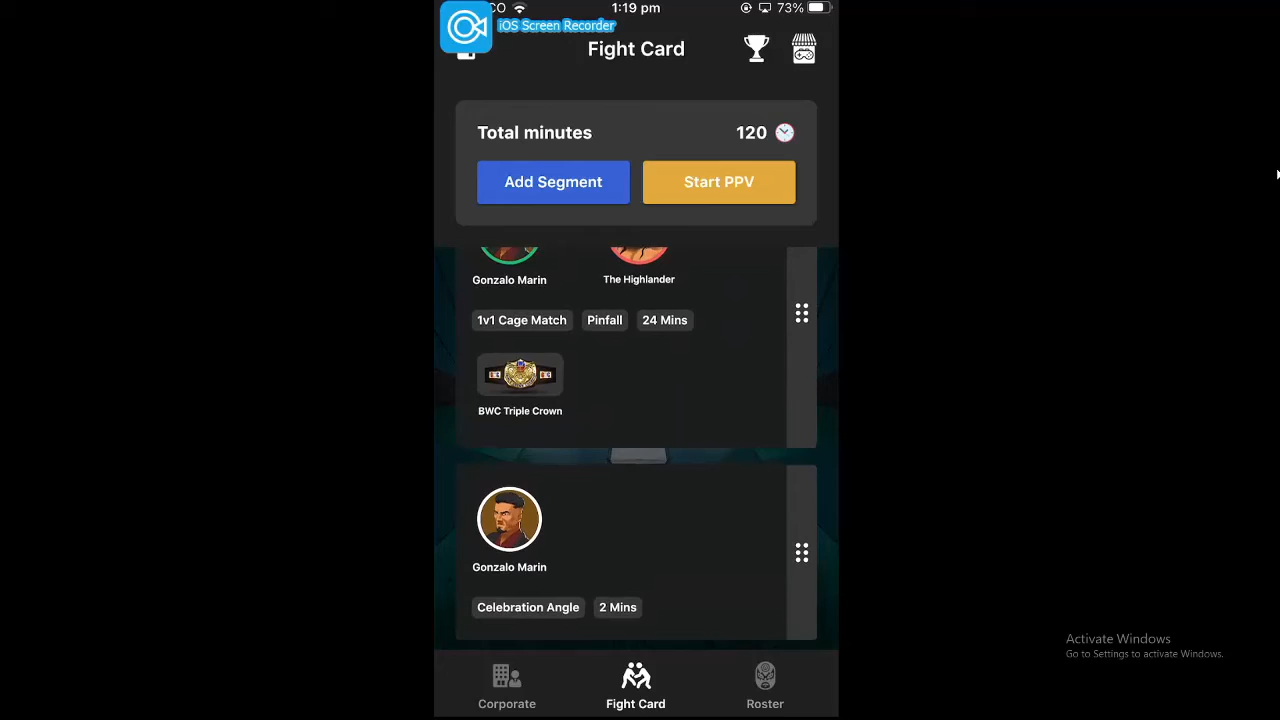 CO
1:19 pm
73%
iOS Screen Recorder
Fight Card
Total minutes
120
Add Segment
Start PPV
Gonzalo Marin
The Highlander
1v1 Cage Match
Pinfall
24 Mins
BWC Triple Crown
Gonzalo Marin
Celebration Angle
2 Mins
Activate Windows
Go to Settings to activate Windows.
Corporate
Fight Card
Roster